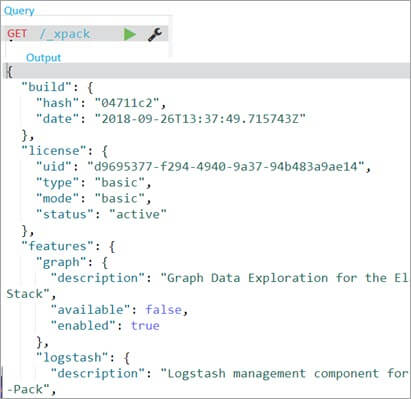 Query
GET /_xpack
Output
{
  "build": {
    "hash": "04711c2",
    "date": "2018-09-26T13:37:49.715743Z"
  },
  "license": {
    "uid": "d9695377-f294-4940-9a37-94b483a9ae14",
    "type": "basic",
    "mode": "basic",
    "status": "active"
  },
  "features": {
    "graph": {
      "description": "Graph Data Exploration for the El
Stack",
      "available": false,
      "enabled": true
    },
    "logstash": {
      "description": "Logstash management component for
-Pack",